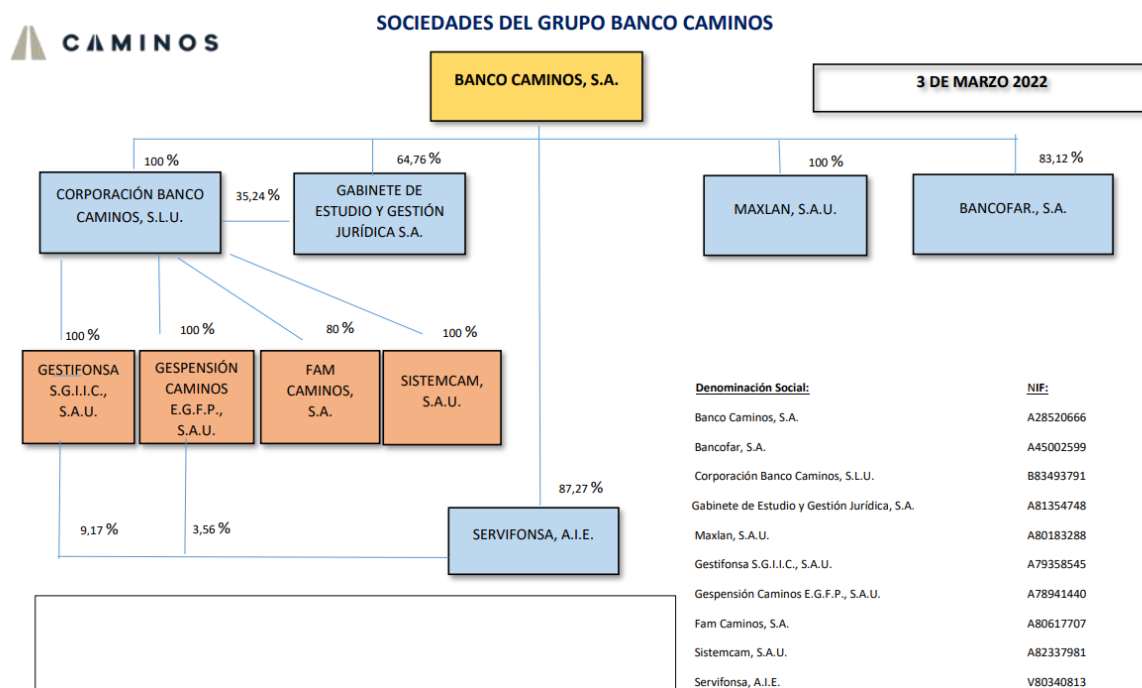 SOCIEDADES DEL GRUPO BANCO CAMINOS
CAMINOS
BANCO CAMINOS, S.A.
3 DE MARZO 2022
100 %
64,76 %
100 %
83,12 %
CORPORACIÓN BANCO
CAMINOS, S.L.U.
35,24 %
GABINETE DE
ESTUDIO Y GESTIÓN
JURÍDICA S.A.
MAXLAN, S.A.U.
BANCOFAR., S.A.
100 %
100 %
80 %
100 %
GESTIFONSA
S.G.I.I.C.,
S.A.U.
GESPENSIÓN
CAMINOS
E.G.F.P.,
S.A.U.
FAM
CAMINOS,
S.A.
SISTEMCAM,
S.A.U.
87,27 %
9,17 %
3,56 %
SERVIFONSA, A.I.E.
Denominación Social: NIF:
Banco Caminos, S.A. A28520666
Bancofar, S.A. A45002599
Corporación Banco Caminos, S.L.U. B83493791
Gabinete de Estudio y Gestión Jurídica, S.A. A81354748
Maxlan, S.A.U. A80183288
Gestifonsa S.G.I.I.C., S.A.U. A79358545
Gespensión Caminos E.G.F.P., S.A.U. A78941440
Fam Caminos, S.A. A80617707
Sistemcam, S.A.U. A82337981
Servifonsa, A.I.E. V80340813